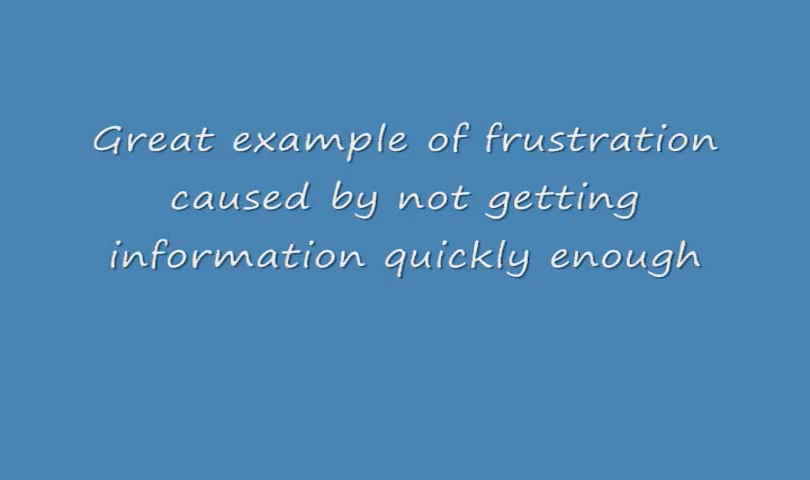 Great example of frustration
caused by not getting
information quickly enough